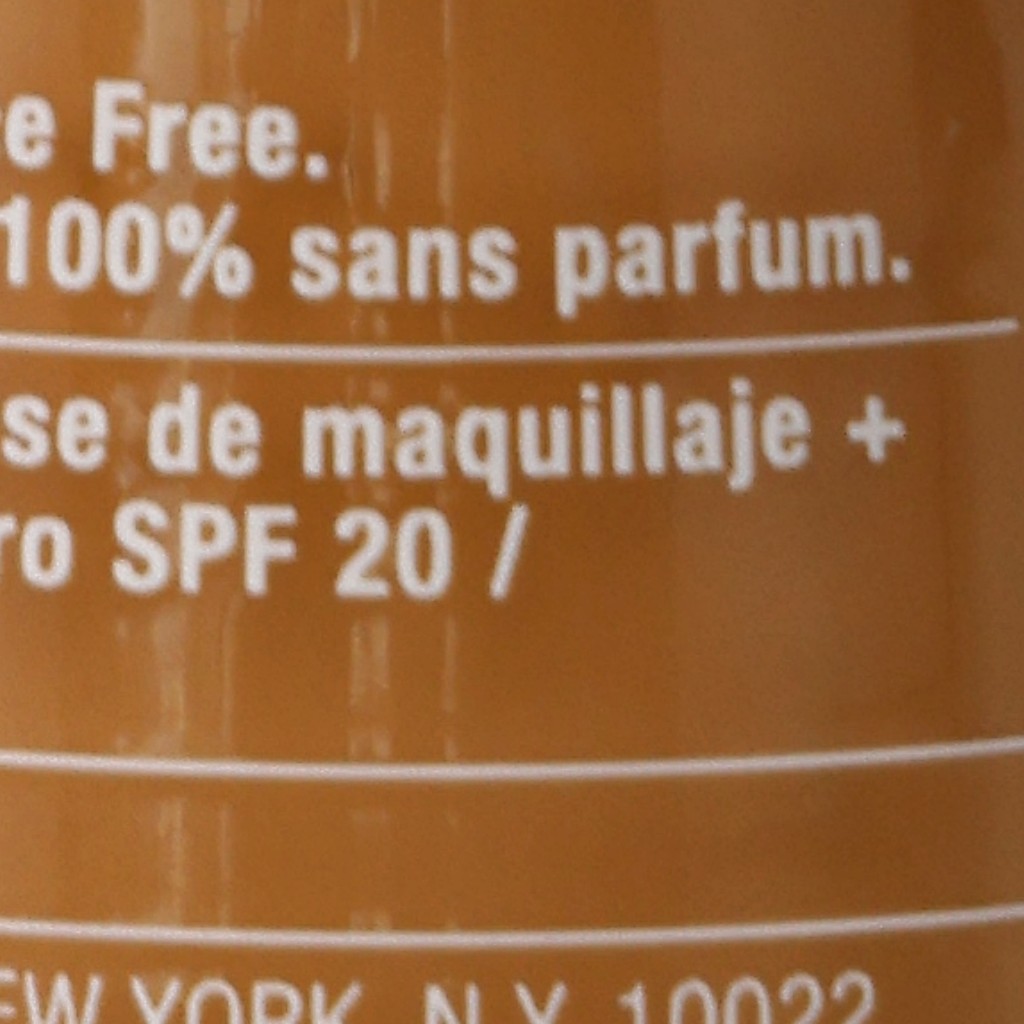 e Free.
100% sans parfum.
se de maquillaje +
ro SPF 20 /
EW YORK, N.Y. 10022